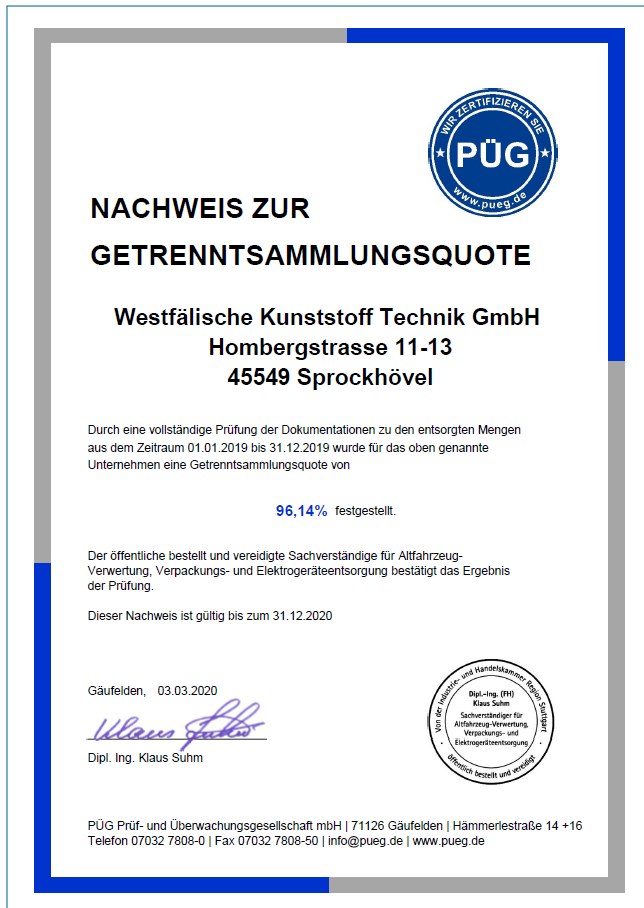 WIR ZERTIFIZIEREN SIE
PÜG
www.pueg.de
NACHWEIS ZUR
GETRENNTSAMMLUNGSQUOTE
Westfälische Kunststoff Technik GmbH
Hombergstrasse 11-13
45549 Sprockhövel
Durch eine vollständige Prüfung der Dokumentationen zu den entsorgten Mengen
aus dem Zeitraum 01.01.2019 bis 31.12.2019 wurde für das oben genannte
Unternehmen eine Getrenntsammlungsquote von
96,14% festgestellt.
Der öffentliche bestellt und vereidigte Sachverständige für Altfahrzeug-
Verwertung, Verpackungs- und Elektrogeräteentsorgung bestätigt das Ergebnis
der Prüfung.
Dieser Nachweis ist gültig bis zum 31.12.2020
Gäufelden, 03.03.2020
Klaus Suhm
Dipl. Ing. Klaus Suhm
Von der Industrie- und Handelskammer Region Stuttgart
Dipl.-Ing. (FH)
Klaus Suhm
Sachverständiger für
Altfahrzeug-Verwertung,
Verpackungs- und
Elektrogeräteentsorgung
öffentlich bestellt und vereidigt
PÜG Prüf- und Überwachungsgesellschaft mbH | 71126 Gäufelden | Hämmerlestraße 14 +16
Telefon 07032 7808-0 | Fax 07032 7808-50 | info@pueg.de | www.pueg.de